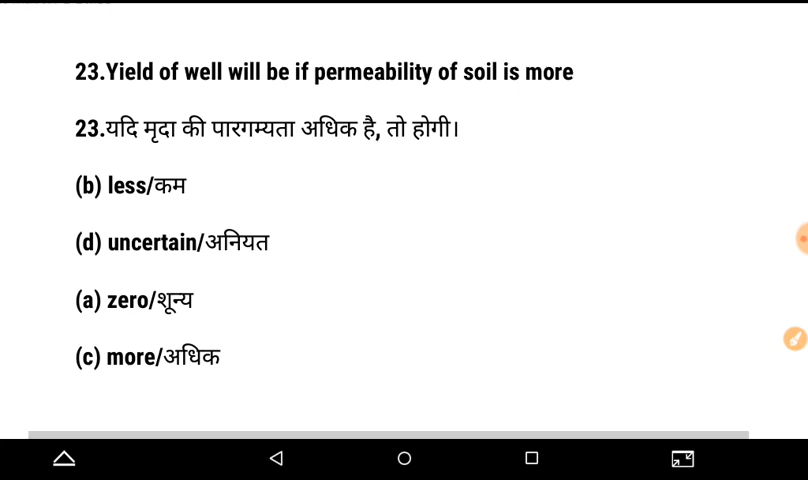 23.Yield of well will be if permeability of soil is more
23.यदि मृदा की पारगम्यता अधिक है, तो होगी।
(b) less/कम
(d) uncertain/अनियत
(a) zero/शून्य
(c) more/अधिक